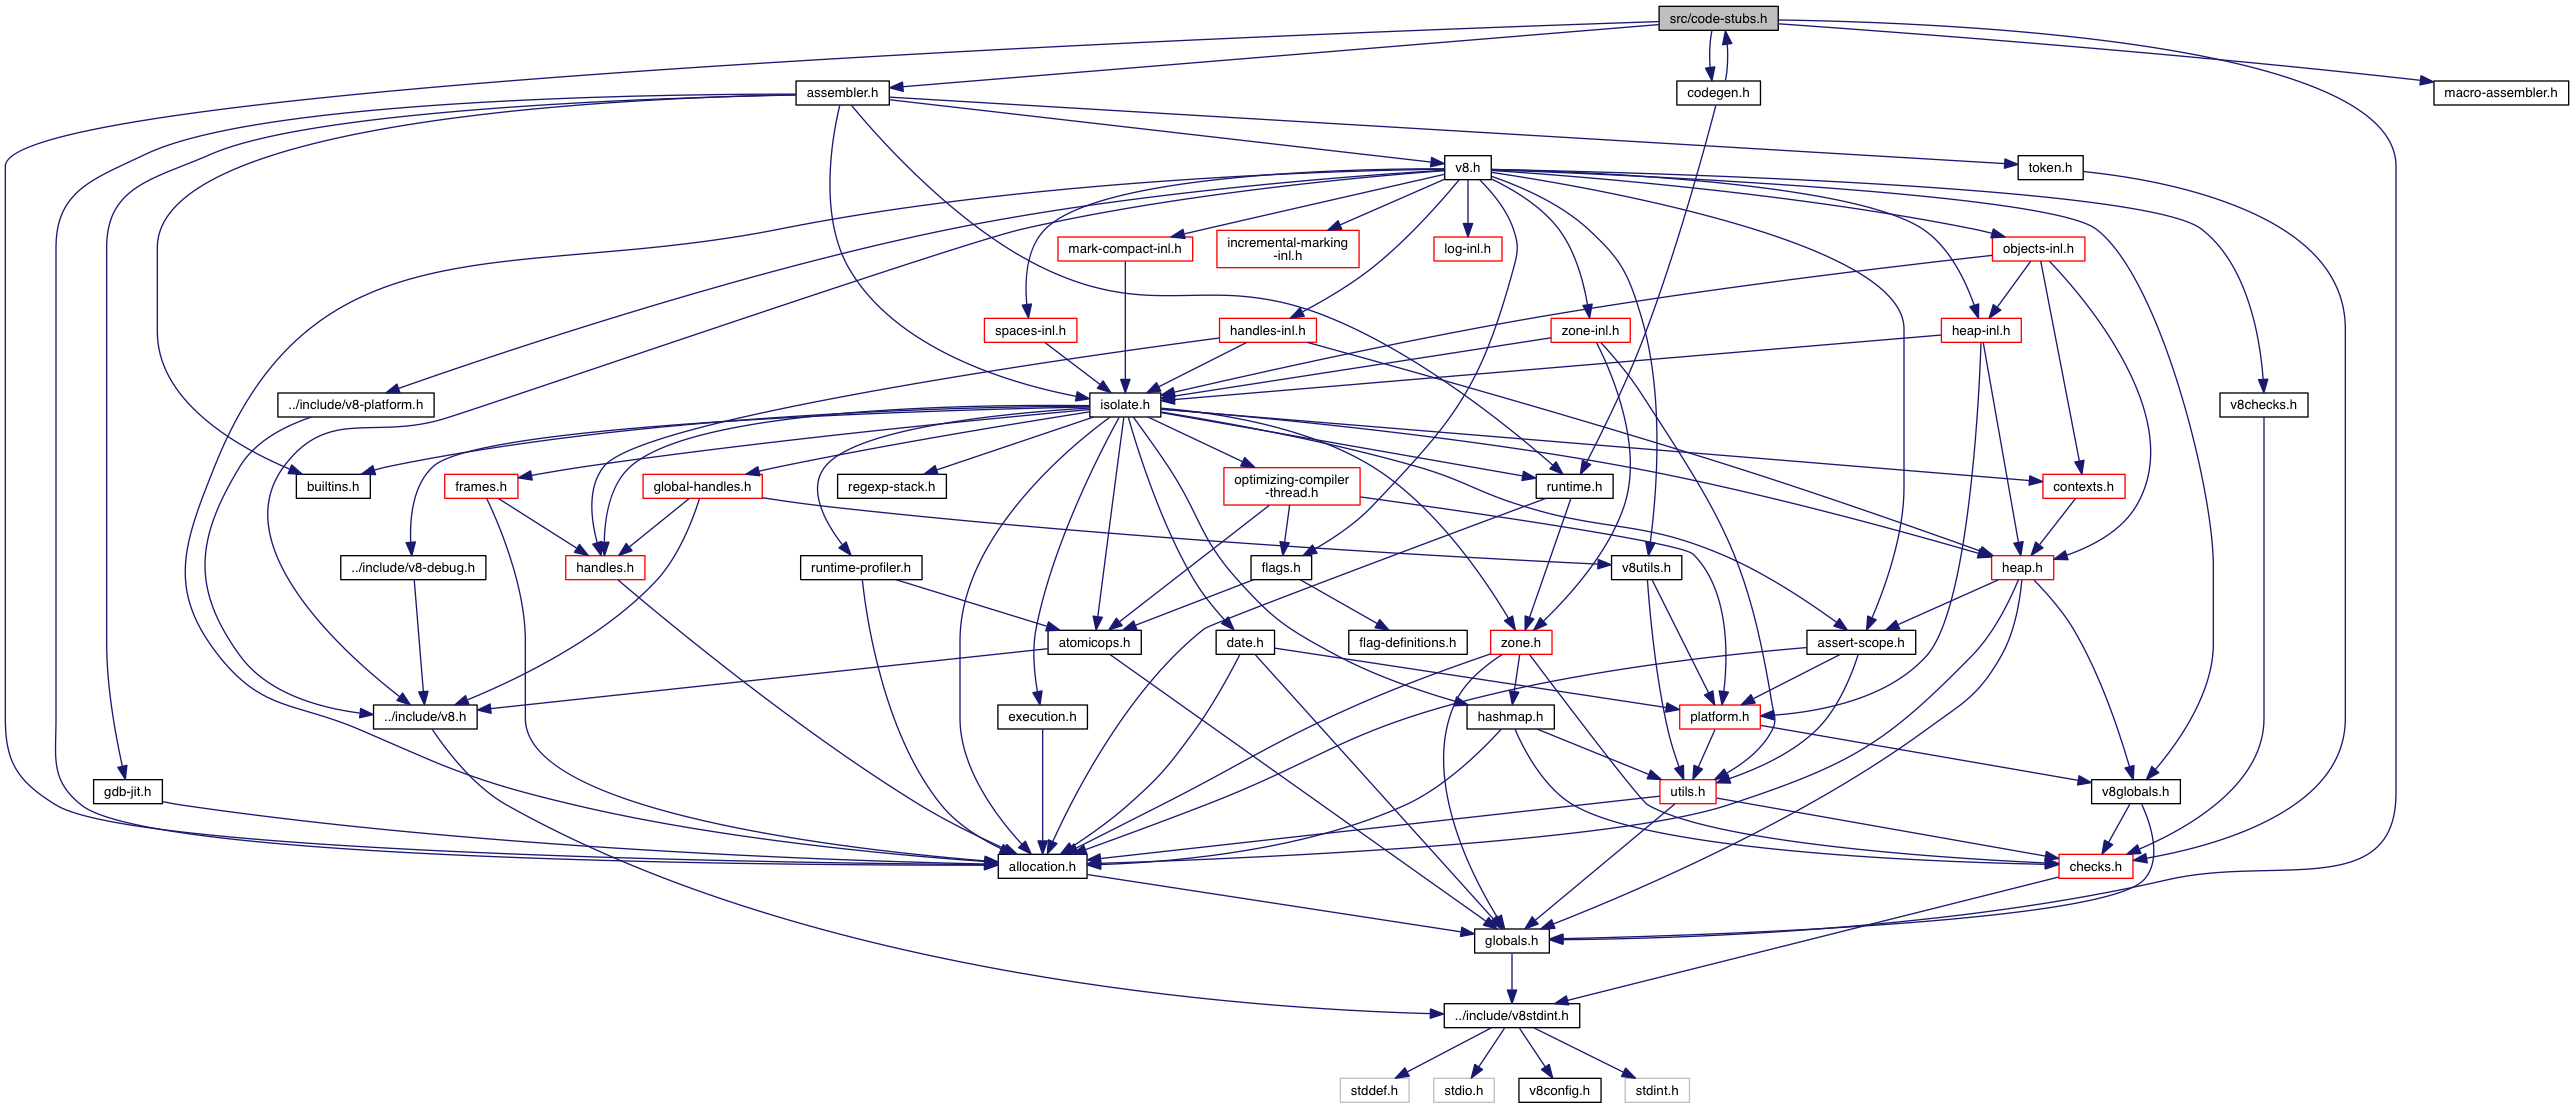 src/code-stubs.h
assembler.h
codegen.h
macro-assembler.h
v8.h
token.h
mark-compact-inl.h
incremental-marking
-inl.h
log-inl.h
objects-inl.h
spaces-inl.h
handles-inl.h
zone-inl.h
heap-inl.h
../include/v8-platform.h
isolate.h
v8checks.h
builtins.h
frames.h
global-handles.h
regexp-stack.h
optimizing-compiler
-thread.h
runtime.h
contexts.h
../include/v8-debug.h
handles.h
runtime-profiler.h
flags.h
v8utils.h
heap.h
atomicops.h
date.h
flag-definitions.h
zone.h
assert-scope.h
../include/v8.h
execution.h
hashmap.h
platform.h
gdb-jit.h
utils.h
v8globals.h
allocation.h
checks.h
globals.h
../include/v8stdint.h
stddef.h
stdio.h
v8config.h
stdint.h